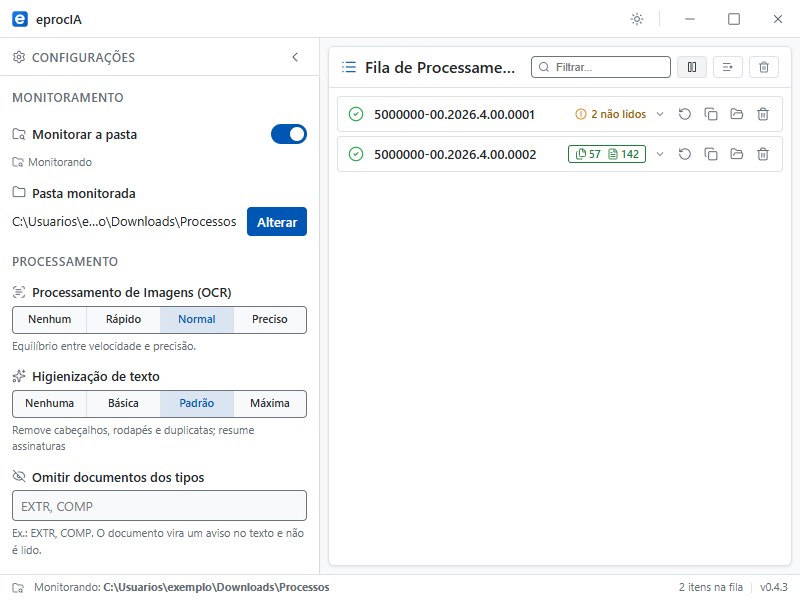 eprocIA
CONFIGURAÇÕES
MONITORAMENTO
Monitorar a pasta
Monitorando
Pasta monitorada
C:\Usuarios\e...o\Downloads\Processos
Alterar
PROCESSAMENTO
Processamento de Imagens (OCR)
Nenhum Rápido Normal Preciso
Equilíbrio entre velocidade e precisão.
Higienização de texto
Nenhuma Básica Padrão Máxima
Remove cabeçalhos, rodapés e duplicatas; resume
assinaturas
Omitir documentos dos tipos
EXTR, COMP
Ex.: EXTR, COMP. O documento vira um aviso no texto e não
é lido.
Fila de Processame...
Filtrar...
5000000-00.2026.4.00.0001 2 não lidos
5000000-00.2026.4.00.0002 57 142
Monitorando: C:\Usuarios\exemplo\Downloads\Processos
2 itens na fila v0.4.3